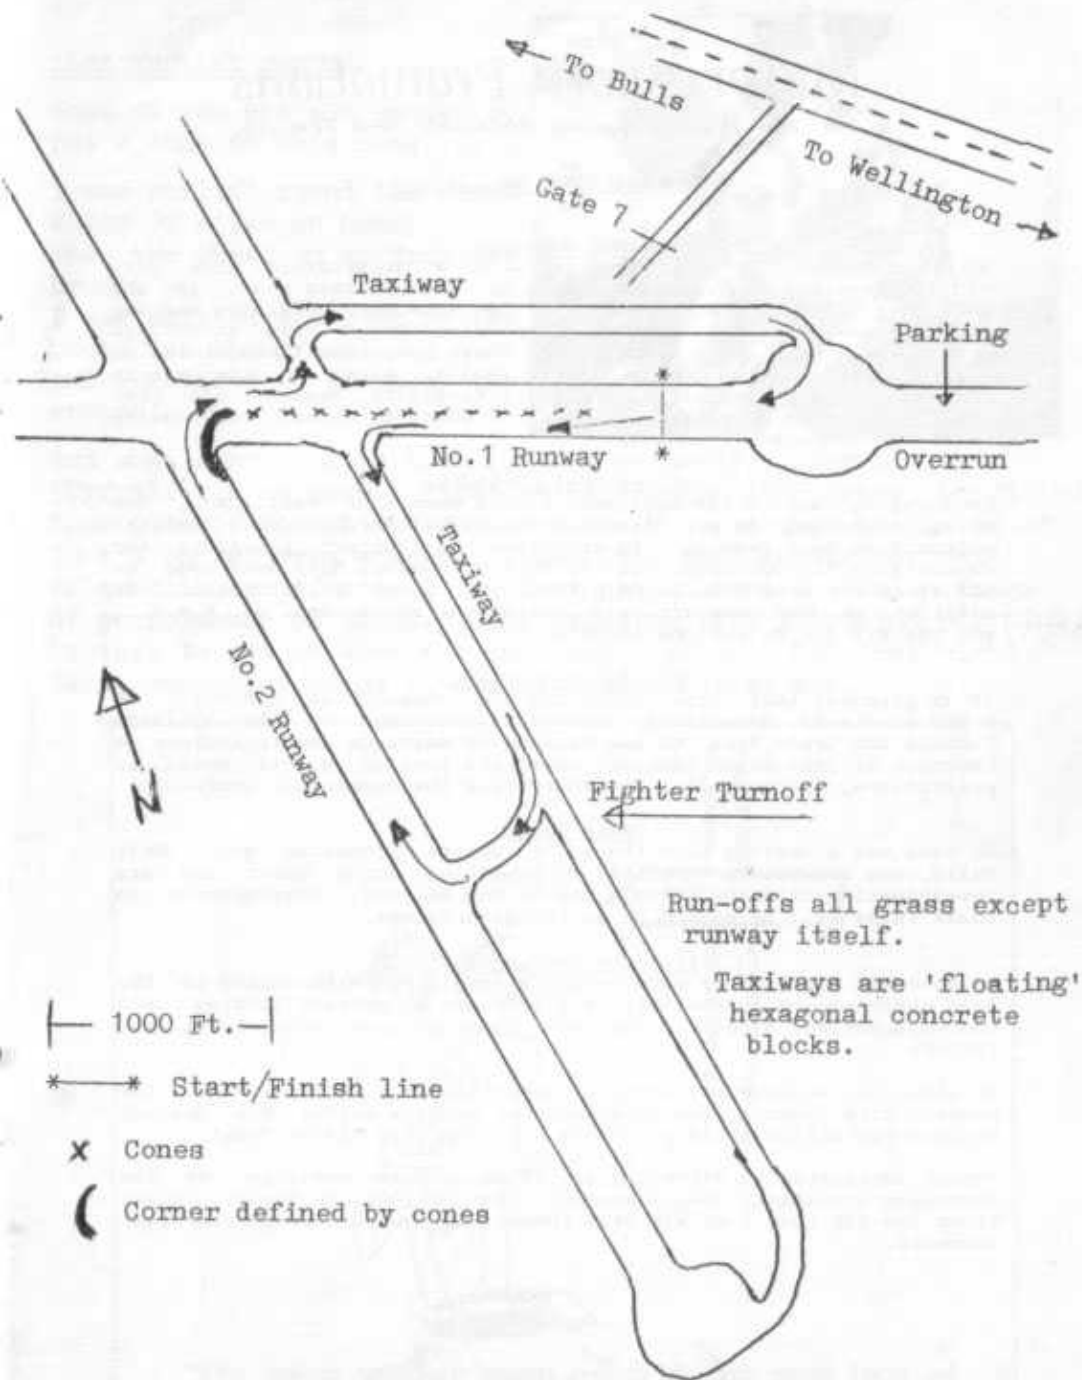 To Bulls
To Wellington
Gate 7
Taxiway
Parking
No.1 Runway
Overrun
Taxiway
No.2 Runway
N
Fighter Turnoff
Run-offs all grass except
runway itself.
Taxiways are 'floating'
hexagonal concrete
blocks.
1000 Ft.
* * Start/Finish line
x Cones
Corner defined by cones